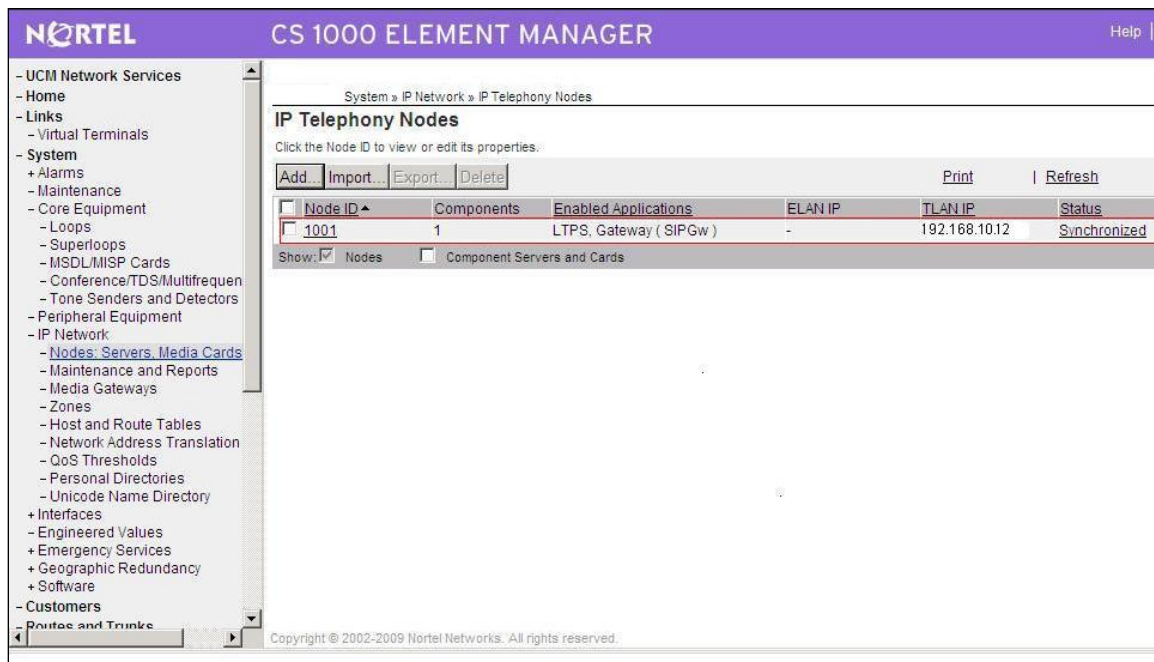 NORTEL
CS 1000 ELEMENT MANAGER
Help |
- UCM Network Services
- Home
- Links
- Virtual Terminals
- System
+ Alarms
- Maintenance
- Core Equipment
- Loops
- Superloops
- MSDL/MISP Cards
- Conference/TDS/Multifrequen
- Tone Senders and Detectors
- Peripheral Equipment
- IP Network
- Nodes: Servers, Media Cards
- Maintenance and Reports
- Media Gateways
- Zones
- Host and Route Tables
- Network Address Translation
- QoS Thresholds
- Personal Directories
- Unicode Name Directory
+ Interfaces
- Engineered Values
+ Emergency Services
+ Geographic Redundancy
+ Software
- Customers
- Routes and Trunks
System » IP Network » IP Telephony Nodes
IP Telephony Nodes
Click the Node ID to view or edit its properties.
Add... Import... Export... Delete Print | Refresh
Node ID Components Enabled Applications ELAN IP TLAN IP Status
1001 1 LTPS, Gateway ( SIPGw ) - 192.168.10.12 Synchronized
Show: Nodes Component Servers and Cards
Copyright © 2002-2009 Nortel Networks. All rights reserved.